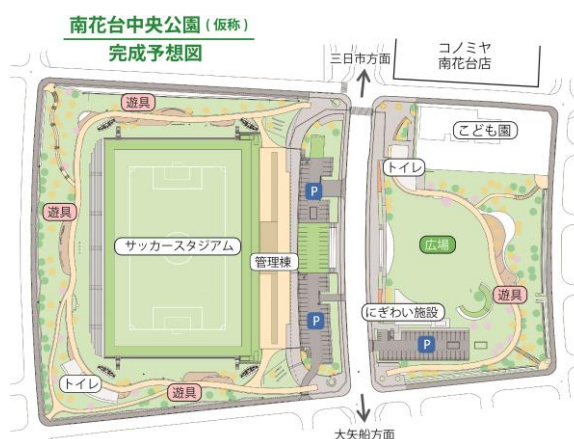 南花台中央公園(仮称)
完成予想図
コノミヤ
南花台店
三日市方面
遊具
こども園
トイレ
P
遊具
サッカースタジアム
広場
管理棟
遊具
にぎわい施設
P
P
トイレ
遊具
大矢船方面